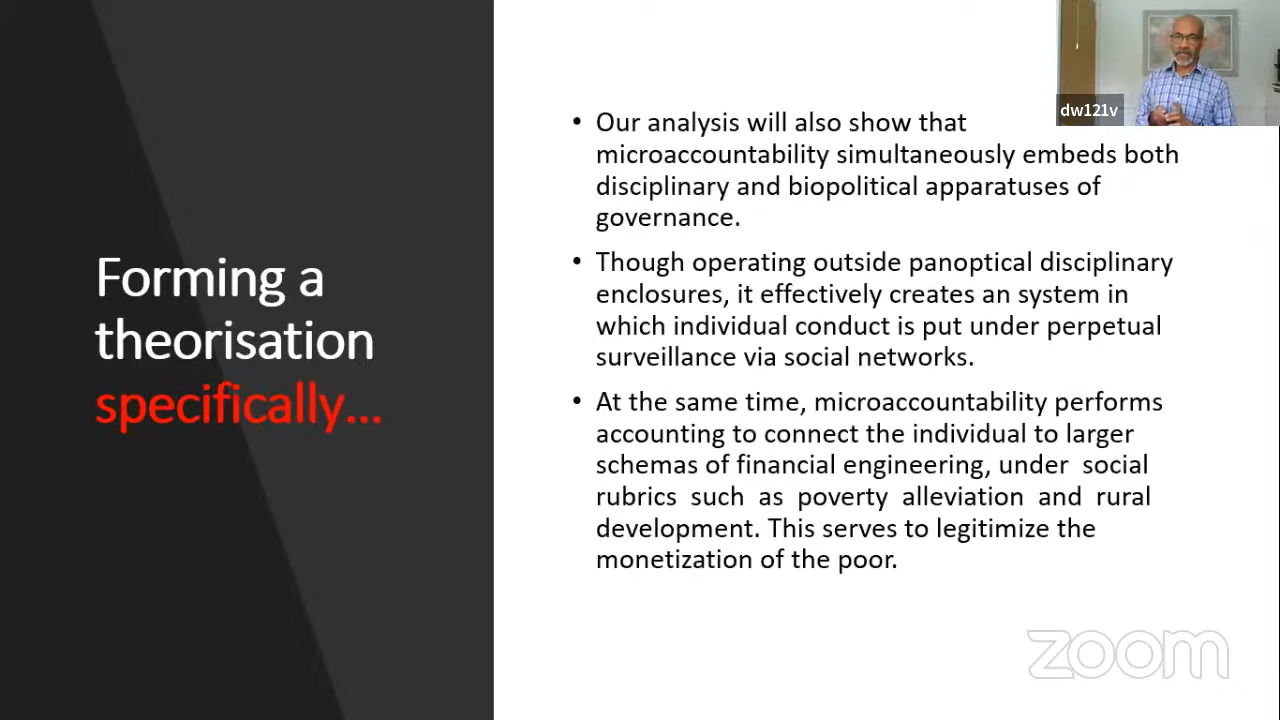 Forming a
theorisation
specifically...
• Our analysis will also show that
microaccountability simultaneously embeds both
disciplinary and biopolitical apparatuses of
governance.
• Though operating outside panoptical disciplinary
enclosures, it effectively creates an system in
which individual conduct is put under perpetual
surveillance via social networks.
• At the same time, microaccountability performs
accounting to connect the individual to larger
schemas of financial engineering, under social
rubrics such as poverty alleviation and rural
development. This serves to legitimize the
monetization of the poor.
dw121v
zoom